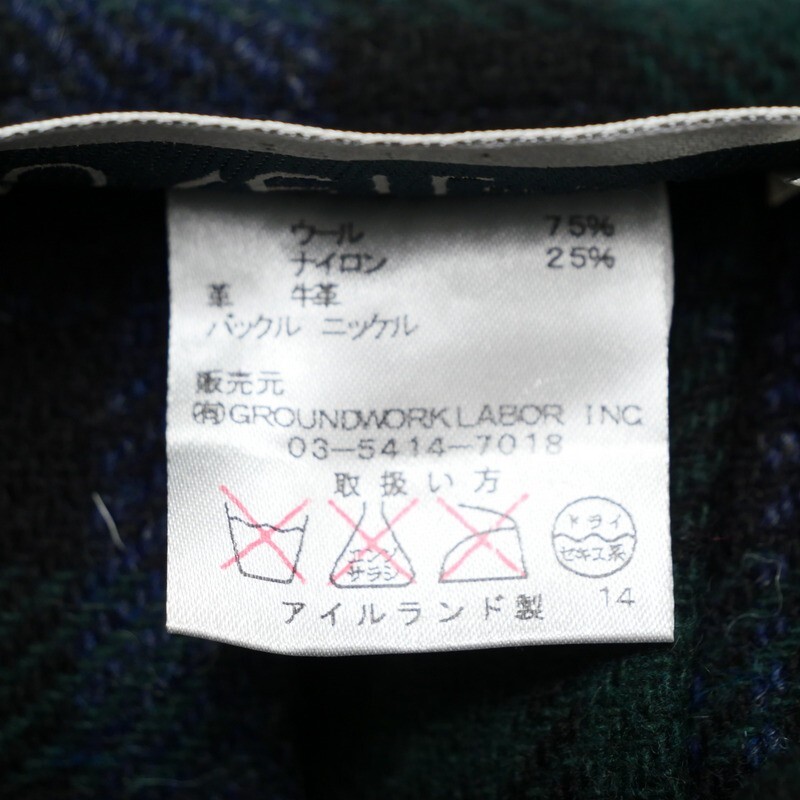 ウール 75%
ナイロン 25%
革 牛革
バックル ニッケル
販売元
㈲GROUNDWORK LABOR INC
03-5414-7018
取扱い方
エンソ
サラシ
ドライ
セキユ系
14
アイルランド製